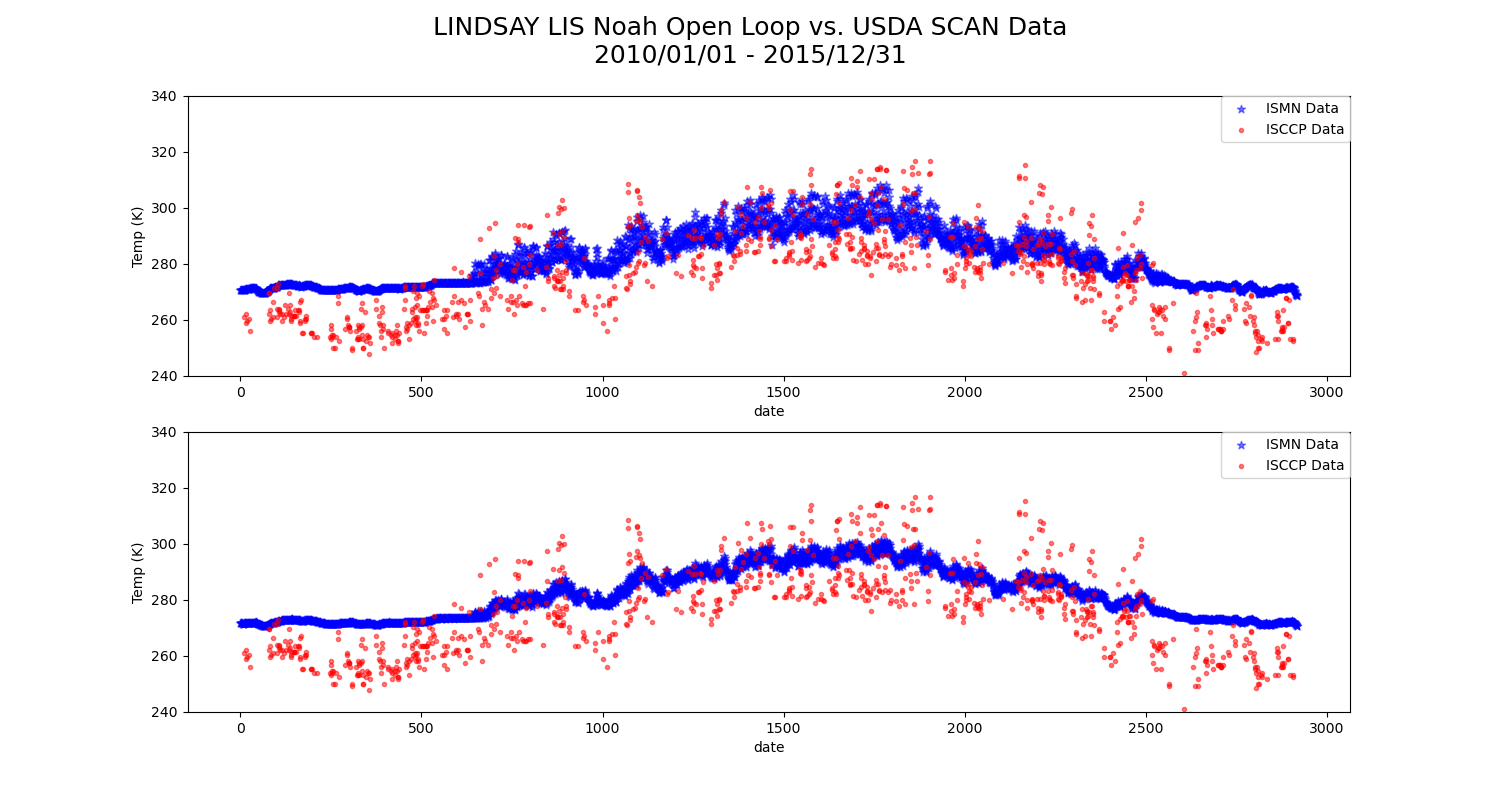 LINDSAY LIS Noah Open Loop vs. USDA SCAN Data
2010/01/01 - 2015/12/31
340
320
300
280
260
240
Temp (K)
ISMN Data
ISCCP Data
0 500 1000 1500 2000 2500 3000
date
340
320
300
280
260
240
Temp (K)
ISMN Data
ISCCP Data
0 500 1000 1500 2000 2500 3000
date